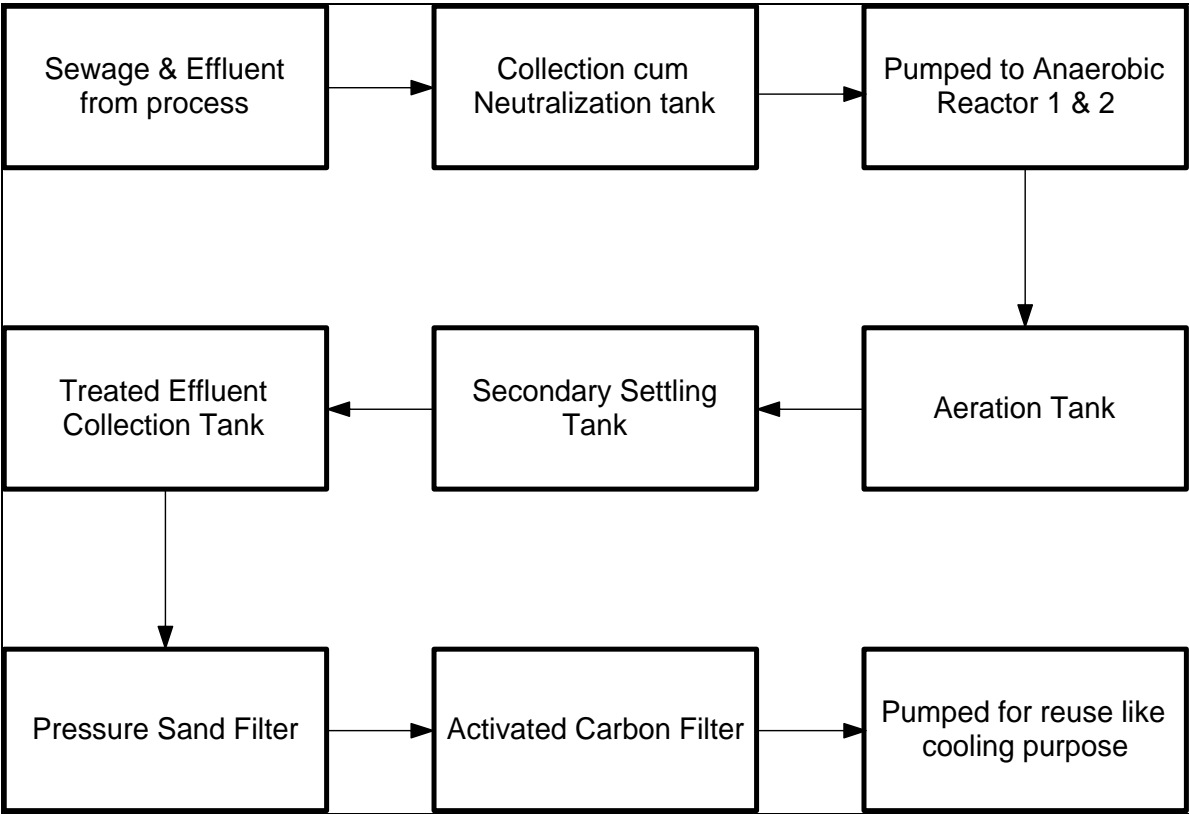 Sewage & Effluent
from process
Collection cum
Neutralization tank
Pumped to Anaerobic
Reactor 1 & 2
Aeration Tank
Secondary Settling
Tank
Treated Effluent
Collection Tank
Pressure Sand Filter
Activated Carbon Filter
Pumped for reuse like
cooling purpose